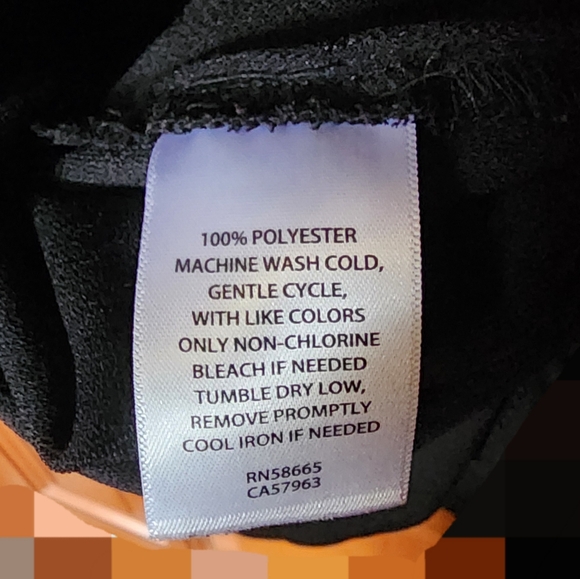 100% POLYESTER
MACHINE WASH COLD,
GENTLE CYCLE,
WITH LIKE COLORS
ONLY NON-CHLORINE
BLEACH IF NEEDED
TUMBLE DRY LOW,
REMOVE PROMPTLY
COOL IRON IF NEEDED
RN58665
CA57963